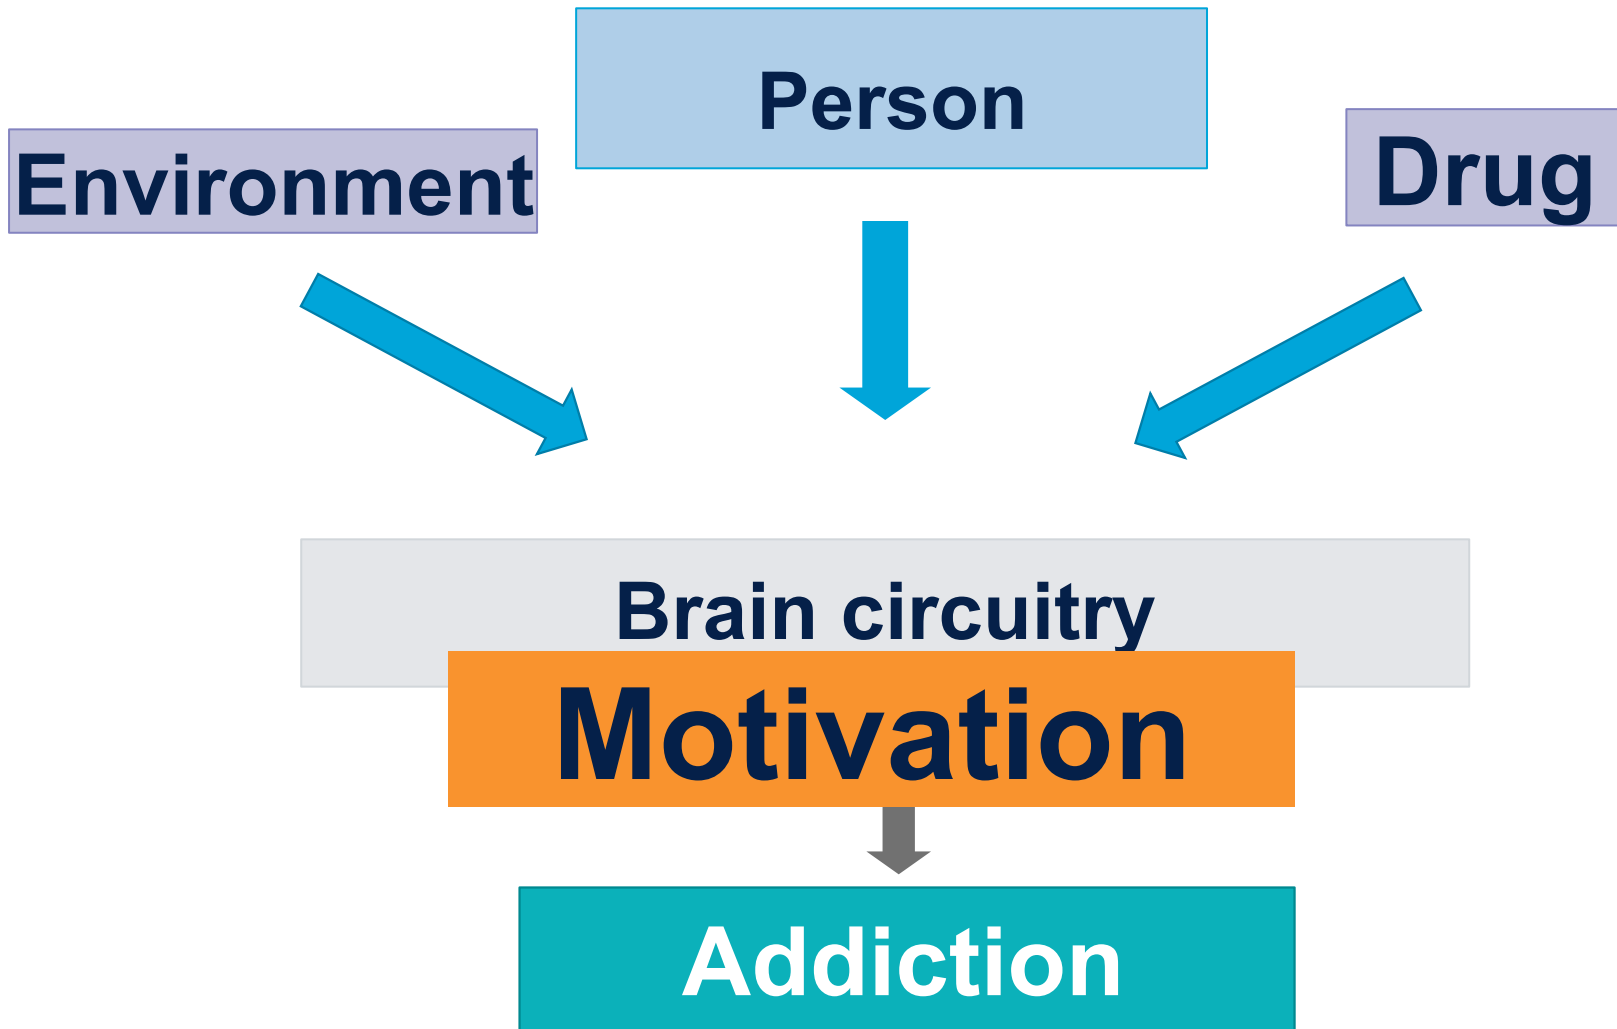 Person
Environment
Drug
Brain circuitry
Motivation
Addiction